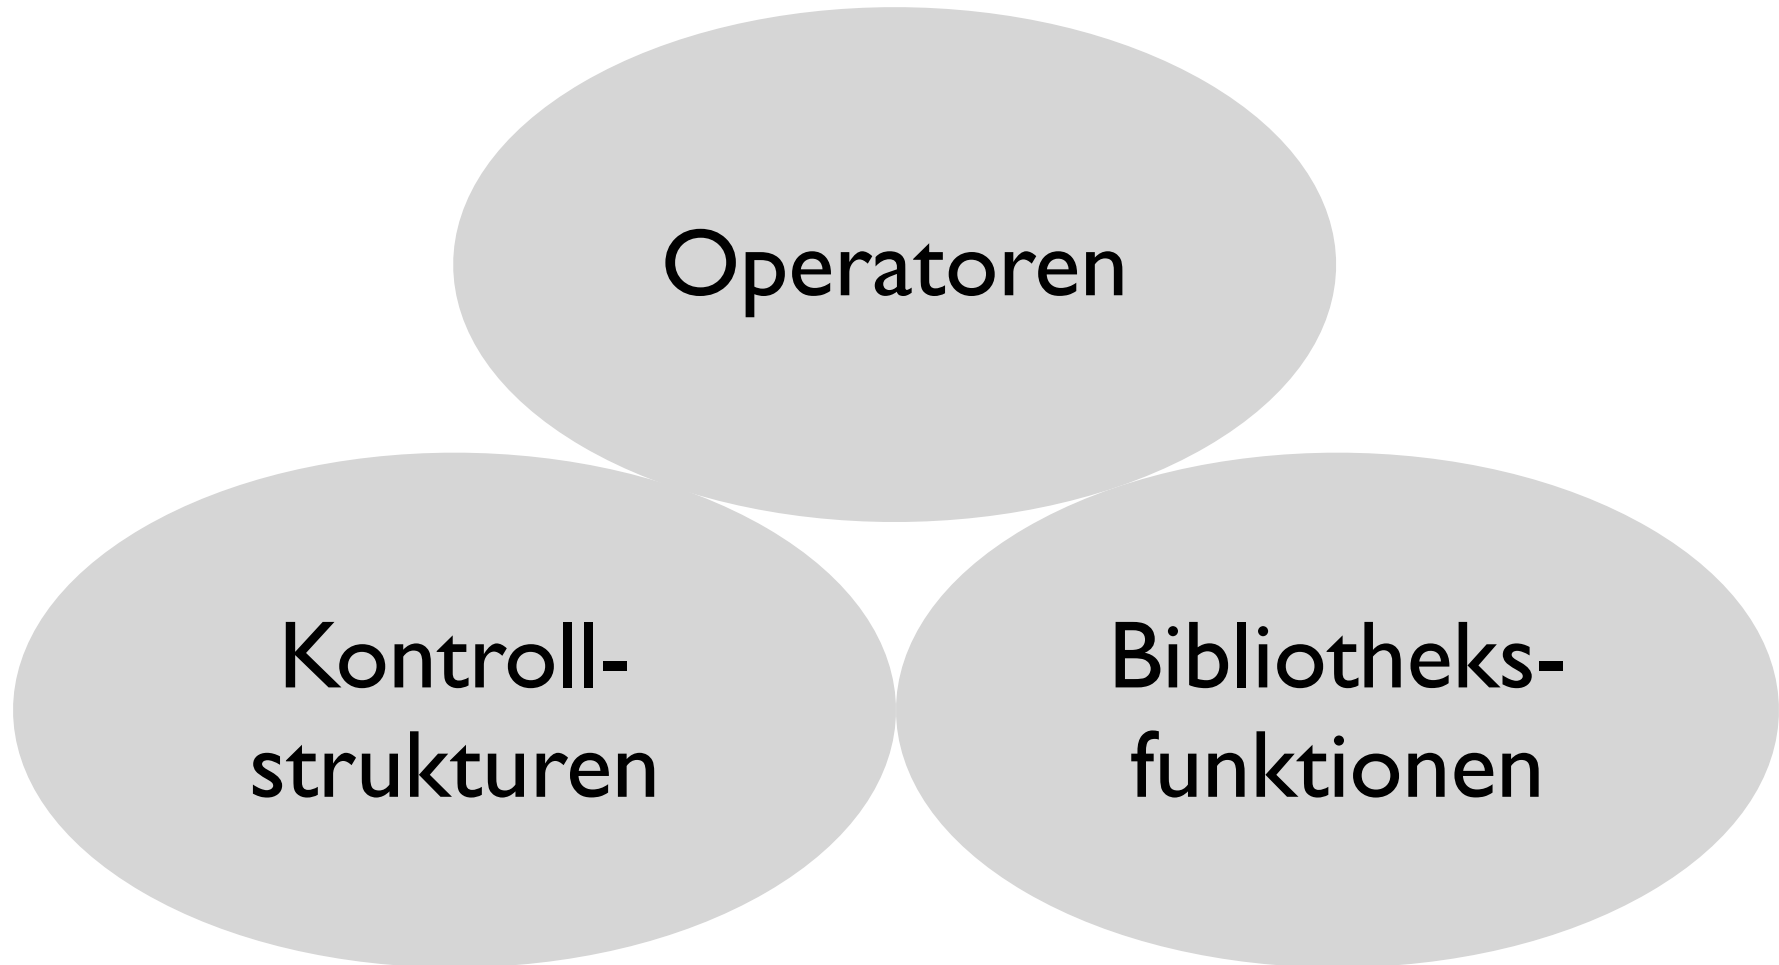 Operatoren
Kontroll-
strukturen
Bibliotheks-
funktionen